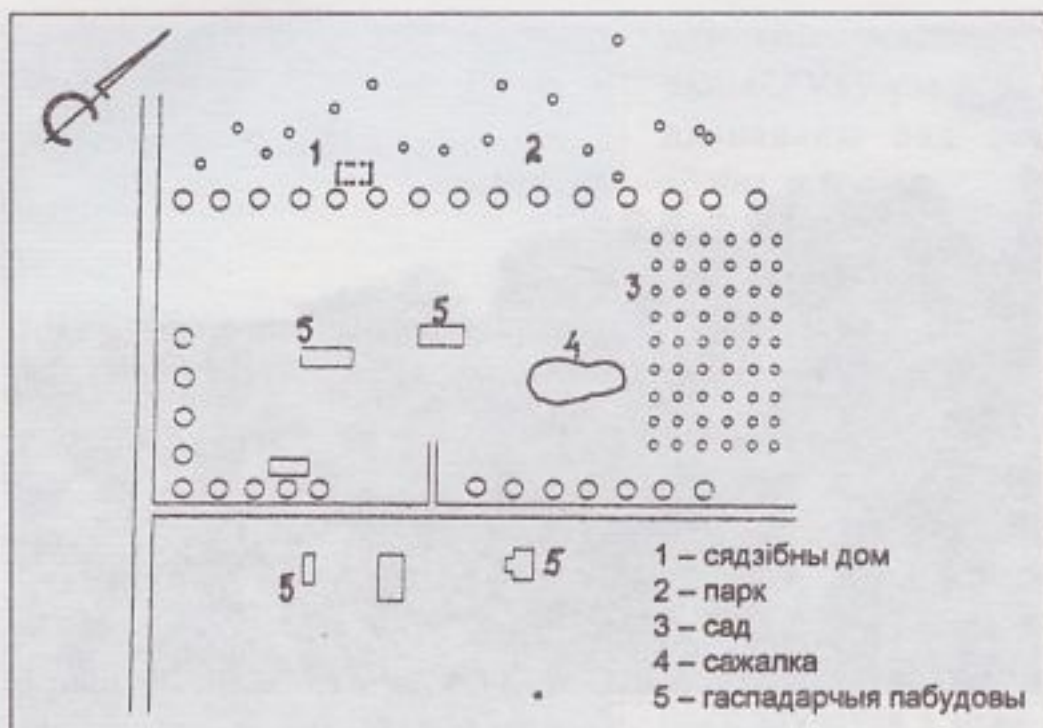 1
2
3
4
5
5
5
5
1 – сядзібны дом
2 – парк
3 – сад
4 – сажалка
5 – гаспадарчыя пабудовы